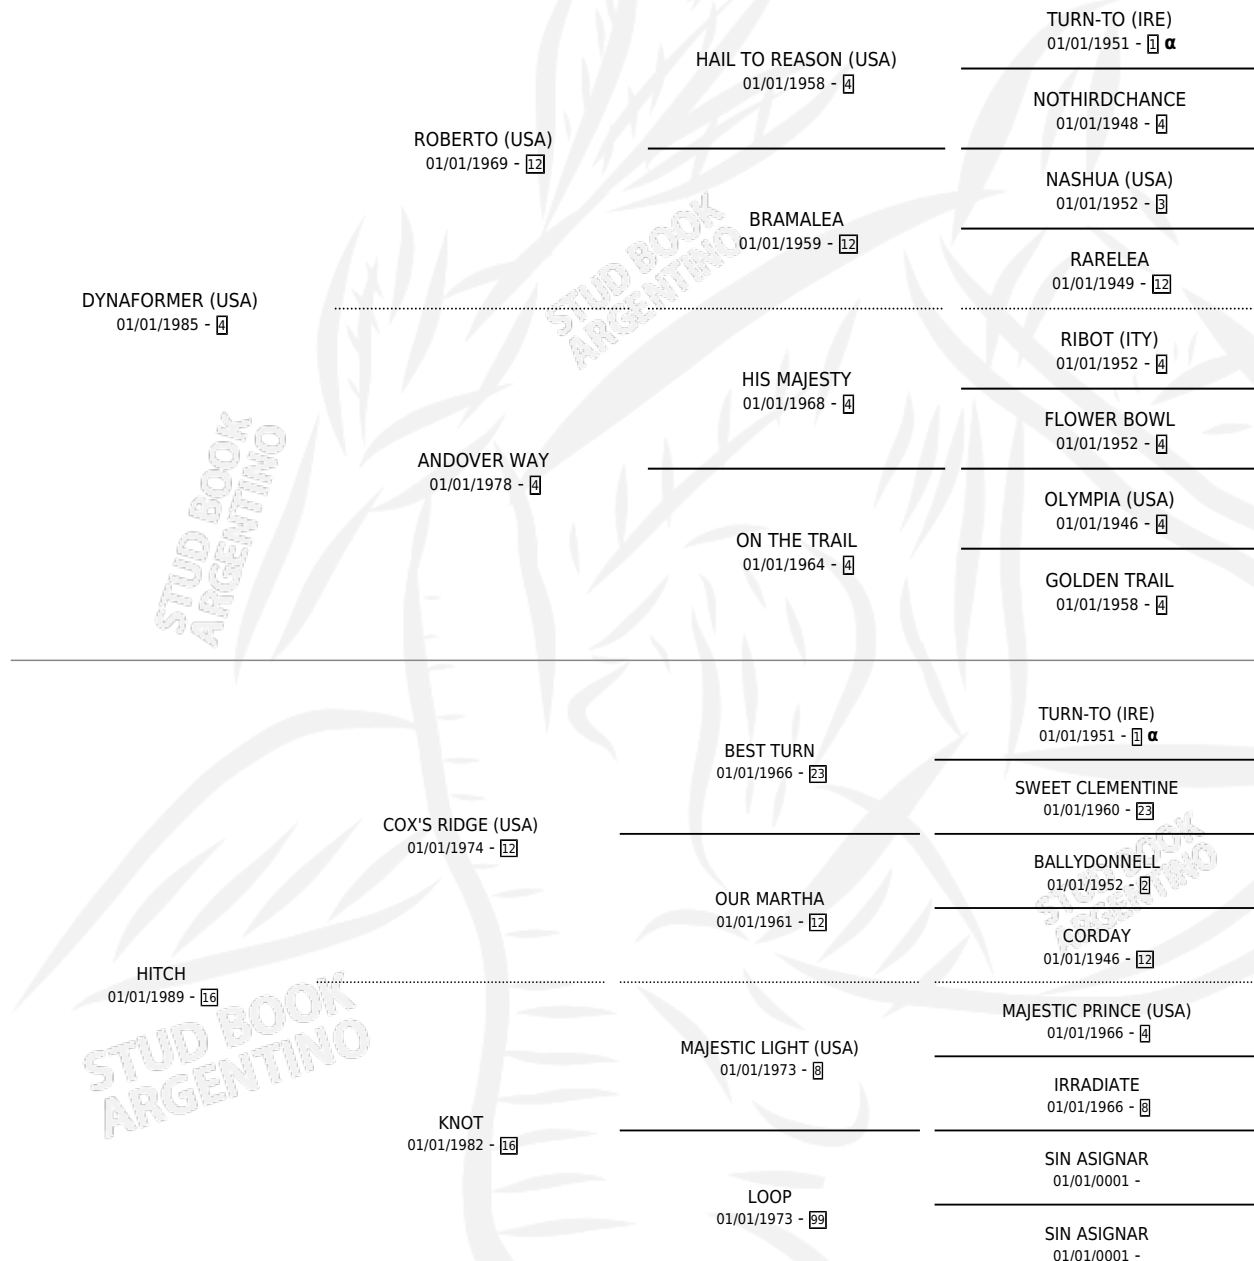 TURN-TO (IRE)
01/01/1951 - 1 α
HAIL TO REASON (USA)
01/01/1958 - 4
NOTHIRDCHANCE
01/01/1948 - 4
ROBERTO (USA)
01/01/1969 - 12
NASHUA (USA)
01/01/1952 - 3
BRAMALEA
01/01/1959 - 12
RARELEA
01/01/1949 - 12
STUD BOOK
ARGENTINO
DYNAFORMER (USA)
01/01/1985 - 4
RIBOT (ITY)
01/01/1952 - 4
HIS MAJESTY
01/01/1968 - 4
FLOWER BOWL
01/01/1952 - 4
ANDOVER WAY
01/01/1978 - 4
OLYMPIA (USA)
01/01/1946 - 4
ON THE TRAIL
01/01/1964 - 4
GOLDEN TRAIL
01/01/1958 - 4
STUD BOOK
ARGENTINO
TURN-TO (IRE)
01/01/1951 - 1 α
BEST TURN
01/01/1966 - 23
SWEET CLEMENTINE
01/01/1960 - 23
COX'S RIDGE (USA)
01/01/1974 - 12
BALLYDONNELL
01/01/1952 - 2
OUR MARTHA
01/01/1961 - 12
CORDAY
01/01/1946 - 12
STUD BOOK
ARGENTINO
HITCH
01/01/1989 - 16
MAJESTIC PRINCE (USA)
01/01/1966 - 4
MAJESTIC LIGHT (USA)
01/01/1973 - 8
IRRADIATE
01/01/1966 - 8
KNOT
01/01/1982 - 16
SIN ASIGNAR
01/01/0001 -
LOOP
01/01/1973 - 99
SIN ASIGNAR
01/01/0001 -
STUD BOOK
ARGENTINO